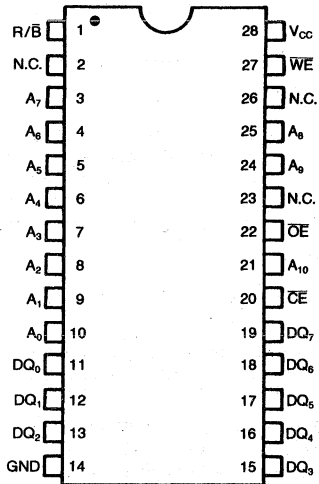 R/B̅ 1 28 VCC
N.C. 2 27 W̅E̅
A7 3 26 N.C.
A6 4 25 A8
A5 5 24 A9
A4 6 23 N.C.
A3 7 22 O̅E̅
A2 8 21 A10
A1 9 20 C̅E̅
A0 10 19 DQ7
DQ0 11 18 DQ6
DQ1 12 17 DQ5
DQ2 13 16 DQ4
GND 14 15 DQ3